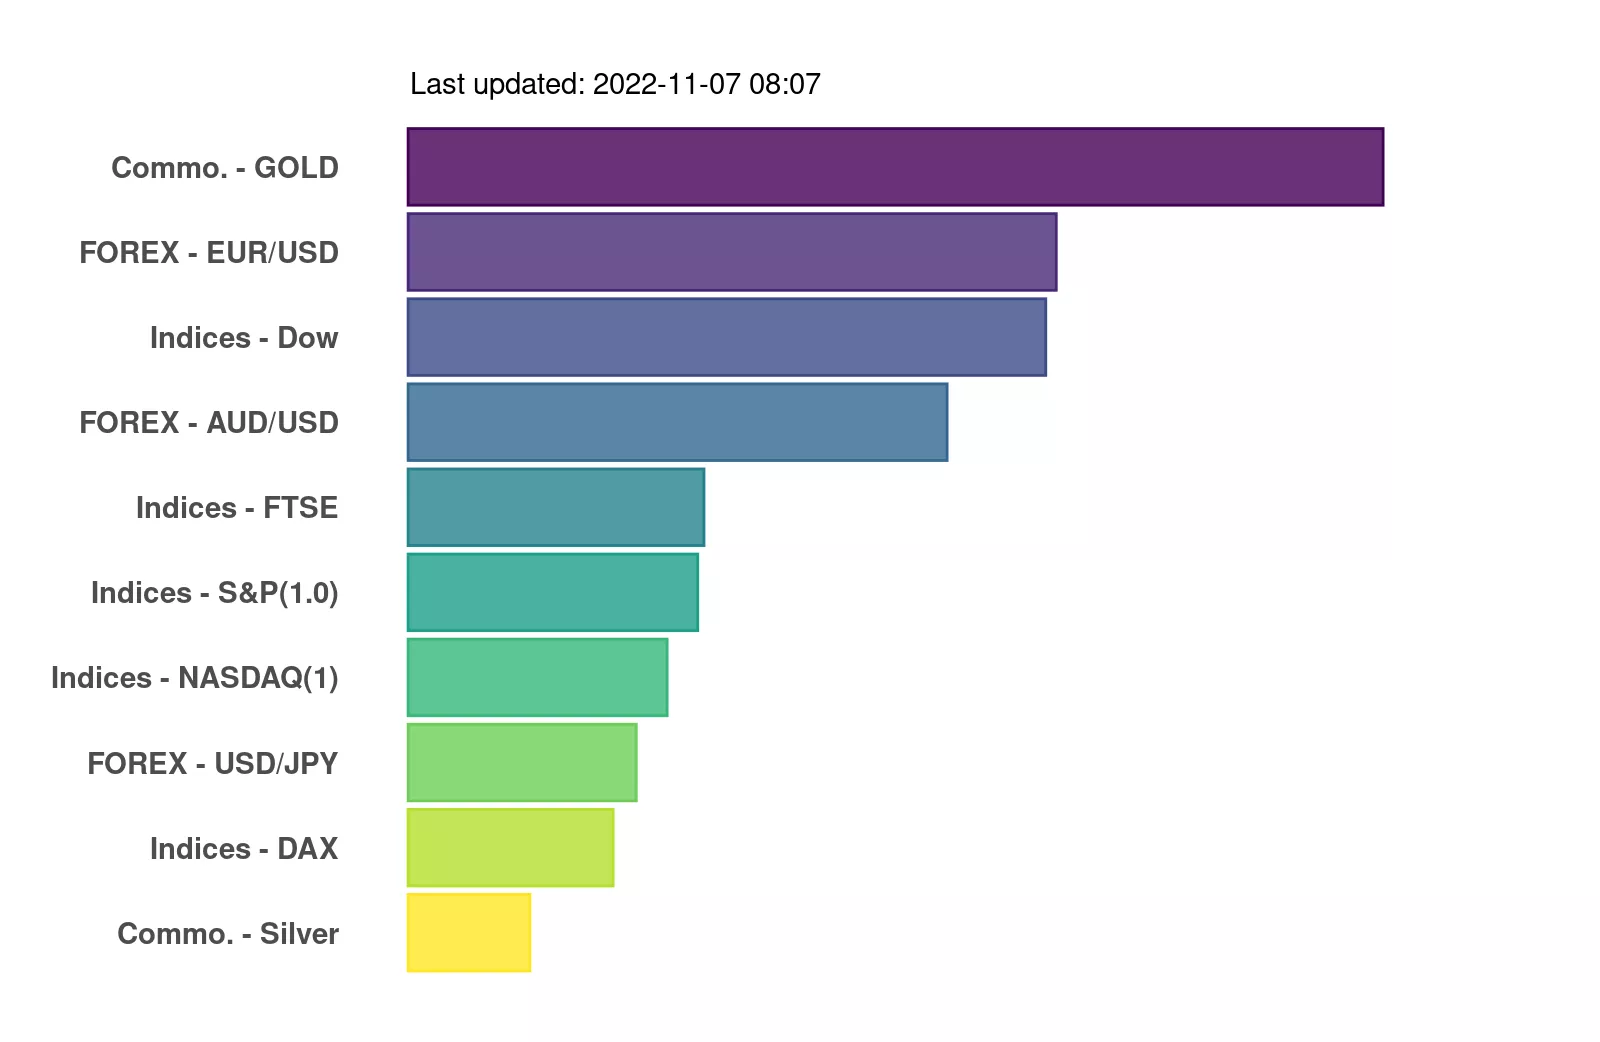 Last updated: 2022-11-07 08:07
Commo. - GOLD
FOREX - EUR/USD
Indices - Dow
FOREX - AUD/USD
Indices - FTSE
Indices - S&P(1.0)
Indices - NASDAQ(1)
FOREX - USD/JPY
Indices - DAX
Commo. - Silver